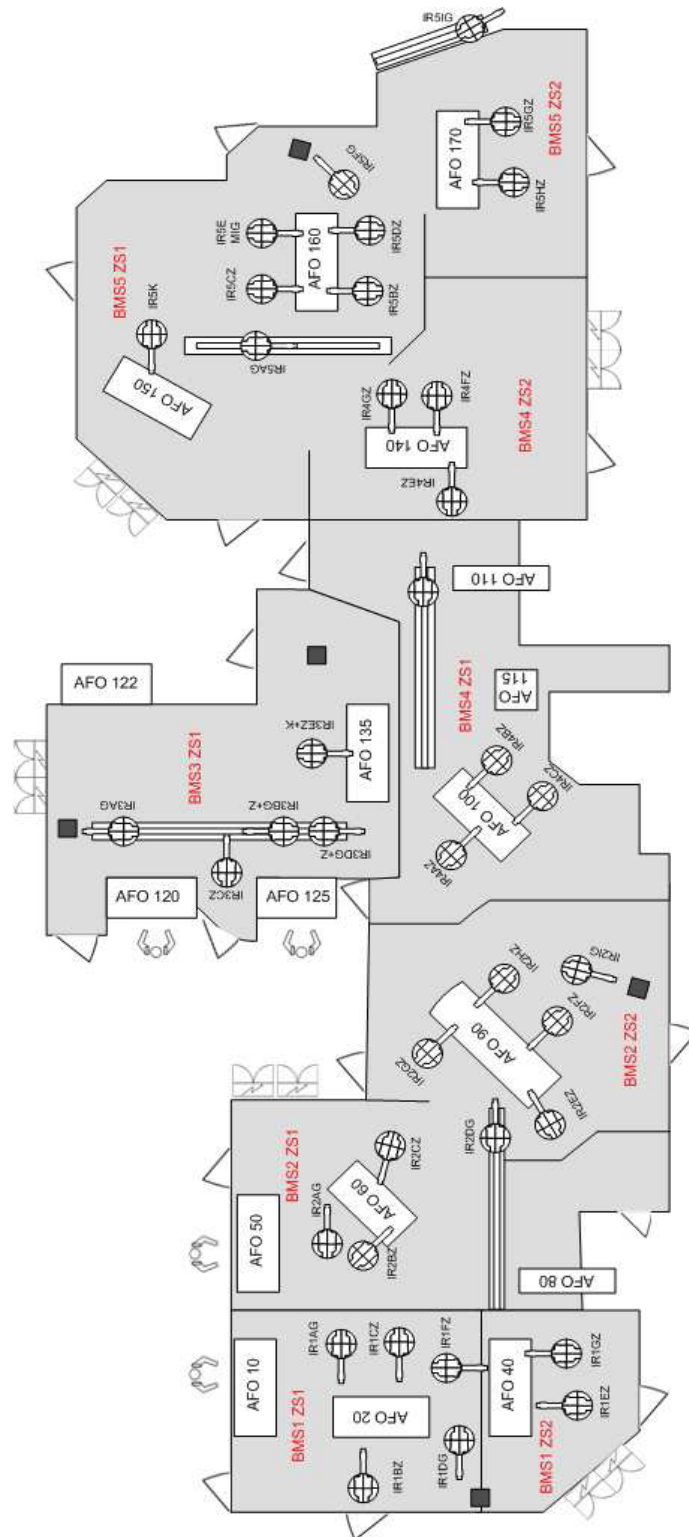 IR5IG
IR5GZ
AFO 170
IR5HZ
BMS5 ZS2
IR5FG
IR5E
MIG
IR5DZ
AFO 160
IR5CZ
IR5BZ
BMS5 ZS1
IR5K
IR5AG
AFO 150
IR4GZ
IR4FZ
AFO 140
IR4EZ
BMS4 ZS2
AFO 110
AFO 122
AFO
115
BMS4 ZS1
BMS3 ZS1
IR3EZ+K
AFO 135
IR4BZ
IR4CZ
AFO 100
IR4AZ
IR3AG
IR3BG+Z
IR3DG+Z
IR3CZ
AFO 120
AFO 125
IR2HZ
IR2IG
IR2FZ
AFO 90
IR2GZ
IR2EZ
BMS2 ZS2
IR2DG
BMS2 ZS1
IR2CZ
AFO 60
IR2AG
IR2BZ
AFO 50
AFO 80
AFO 10
IR1AG
IR1CZ
IR1FZ
AFO 40
IR1GZ
IR1EZ
BMS1 ZS1
AFO 20
IR1DG
IR1BZ
BMS1 ZS2